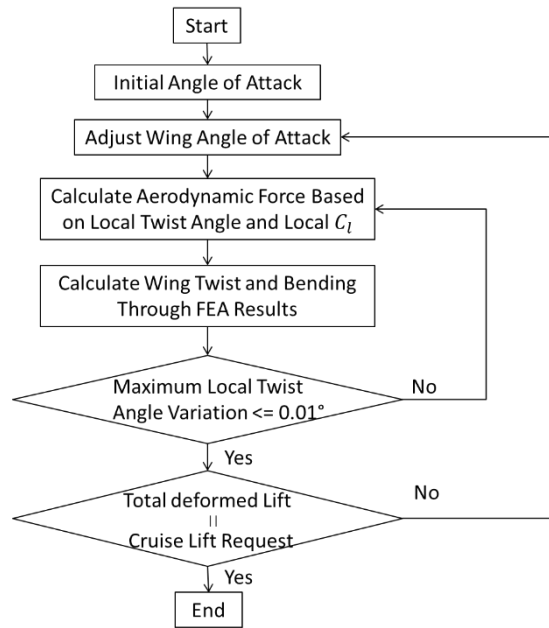 Start
Initial Angle of Attack
Adjust Wing Angle of Attack
Calculate Aerodynamic Force Based
on Local Twist Angle and Local C_l
Calculate Wing Twist and Bending
Through FEA Results
Maximum Local Twist
Angle Variation <= 0.01°
No
Yes
Total deformed Lift
=
Cruise Lift Request
No
Yes
End